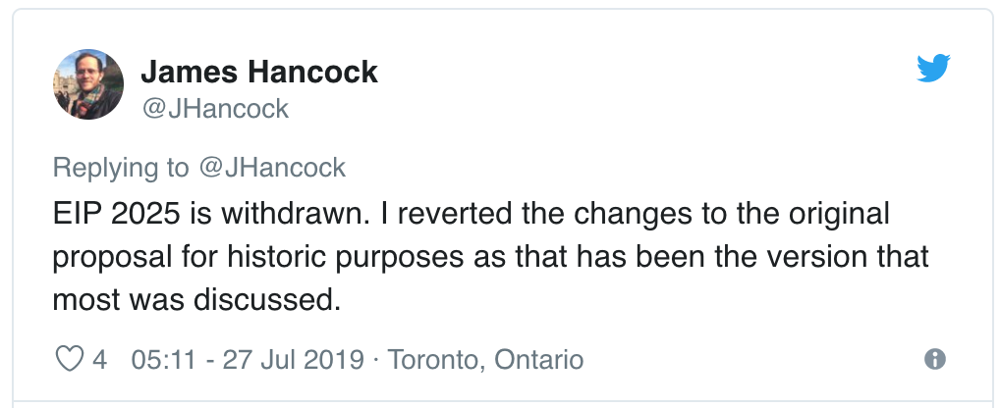 James Hancock
@JHancock
Replying to @JHancock
EIP 2025 is withdrawn. I reverted the changes to the original
proposal for historic purposes as that has been the version that
most was discussed.
4 05:11 - 27 Jul 2019 · Toronto, Ontario